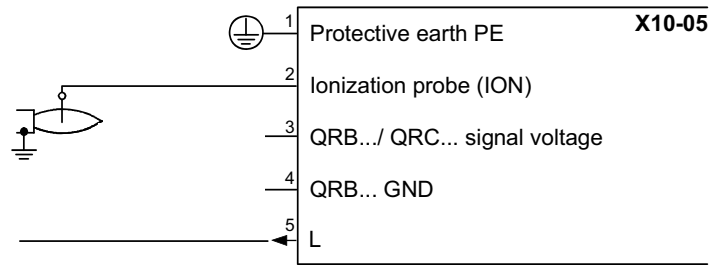 X10-05
1 Protective earth PE
2 Ionization probe (ION)
3 QRB.../ QRC... signal voltage
4 QRB... GND
5 L